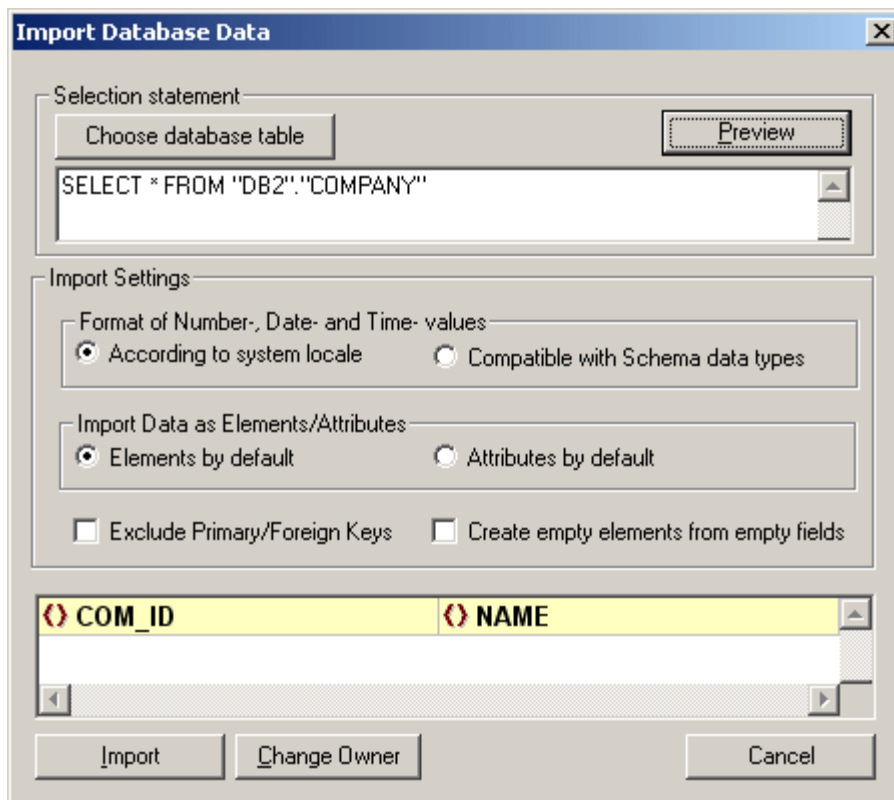 Import Database Data
Selection statement
Choose database table
Preview
SELECT * FROM "DB2"."COMPANY"
Import Settings
Format of Number-, Date- and Time- values
According to system locale
Compatible with Schema data types
Import Data as Elements/Attributes
Elements by default
Attributes by default
Exclude Primary/Foreign Keys
Create empty elements from empty fields
COM_ID
NAME
Import
Change Owner
Cancel